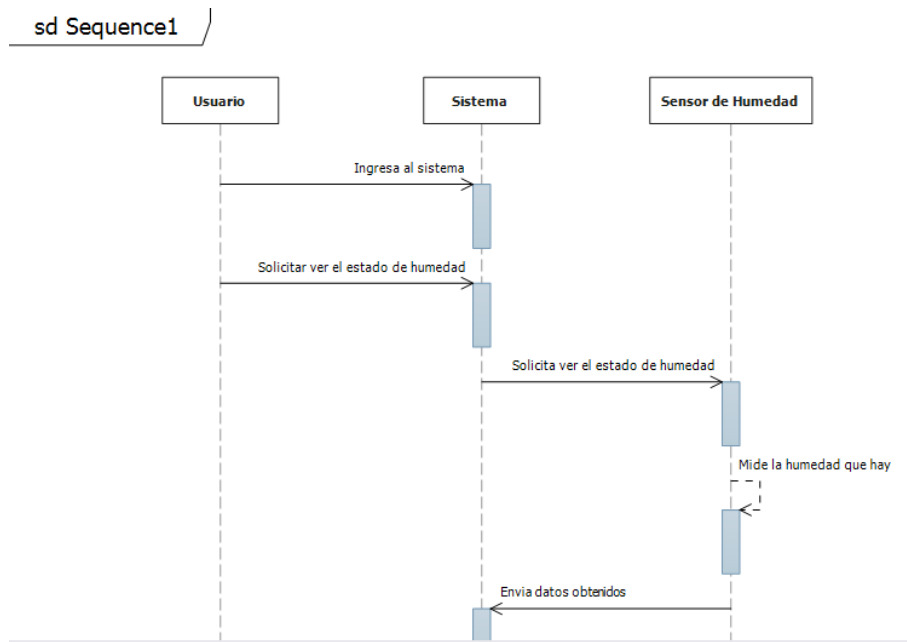 sd Sequence1
Usuario
Sistema
Sensor de Humedad
Ingresa al sistema
Solicitar ver el estado de humedad
Solicita ver el estado de humedad
Mide la humedad que hay
Envia datos obtenidos